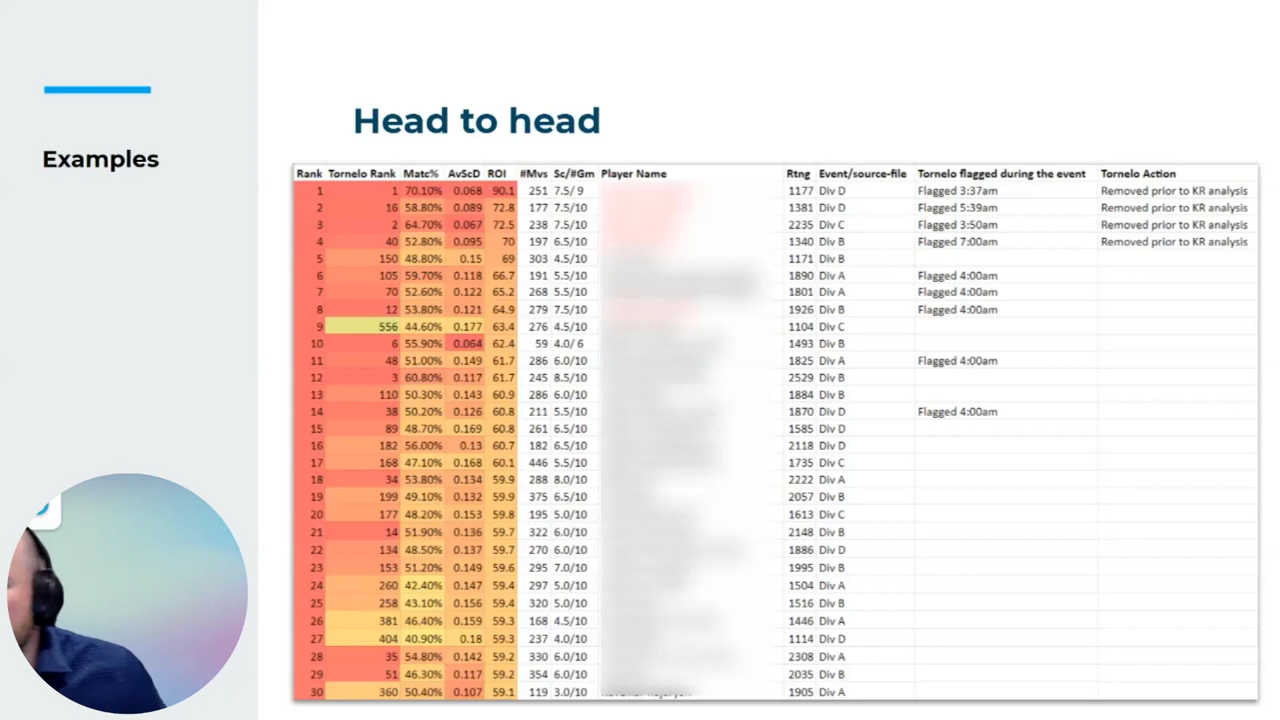 Examples
Head to head
Rank Tornelo Rank Matc% AvScD ROI #Mvs Sc/#Gm Player Name Rtng Event/source-file Tornelo flagged during the event Tornelo Action
1 1 70.10% 0.068 90.1 251 7.5/ 9 1177 Div D Flagged 3:37am Removed prior to KR analysis
2 16 58.80% 0.089 72.8 177 7.5/10 1381 Div D Flagged 5:39am Removed prior to KR analysis
3 2 64.70% 0.067 72.5 238 7.5/10 2235 Div C Flagged 3:50am Removed prior to KR analysis
4 40 52.80% 0.095 70 197 6.5/10 1340 Div B Flagged 7:00am Removed prior to KR analysis
5 150 48.80% 0.15 69 303 4.5/10 1171 Div B
6 105 59.70% 0.118 66.7 191 5.5/10 1890 Div A Flagged 4:00am
7 70 52.60% 0.122 65.2 268 5.5/10 1801 Div A Flagged 4:00am
8 12 53.80% 0.121 64.9 279 7.5/10 1926 Div B Flagged 4:00am
9 556 44.60% 0.177 63.4 276 4.5/10 1104 Div C
10 6 55.90% 0.064 62.4 59 4.0/ 6 1493 Div B
11 48 51.00% 0.149 61.7 286 6.0/10 1825 Div A Flagged 4:00am
12 3 60.80% 0.117 61.7 245 8.5/10 2529 Div B
13 110 50.30% 0.143 60.9 286 6.0/10 1884 Div B
14 38 50.20% 0.126 60.8 211 5.5/10 1870 Div D Flagged 4:00am
15 89 48.70% 0.169 60.8 261 6.5/10 1585 Div D
16 182 56.00% 0.13 60.7 182 6.5/10 2118 Div D
17 168 47.10% 0.168 60.1 446 5.5/10 1735 Div C
18 34 53.80% 0.134 59.9 288 8.0/10 2222 Div A
19 199 49.10% 0.132 59.9 375 6.5/10 2057 Div B
20 177 48.20% 0.153 59.8 195 5.0/10 1613 Div C
21 14 51.90% 0.136 59.7 322 6.0/10 2148 Div B
22 134 48.50% 0.137 59.7 270 6.0/10 1886 Div D
23 153 51.20% 0.149 59.6 295 7.0/10 1995 Div B
24 260 42.40% 0.147 59.4 297 5.0/10 1504 Div A
25 258 43.10% 0.156 59.4 320 5.0/10 1516 Div B
26 381 46.40% 0.159 59.3 168 4.5/10 1446 Div A
27 404 40.90% 0.18 59.3 237 4.0/10 1114 Div D
28 35 54.80% 0.142 59.2 330 6.0/10 2308 Div A
29 51 46.30% 0.117 59.2 354 6.0/10 2035 Div B
30 360 50.40% 0.107 59.1 119 3.0/10 1905 Div A